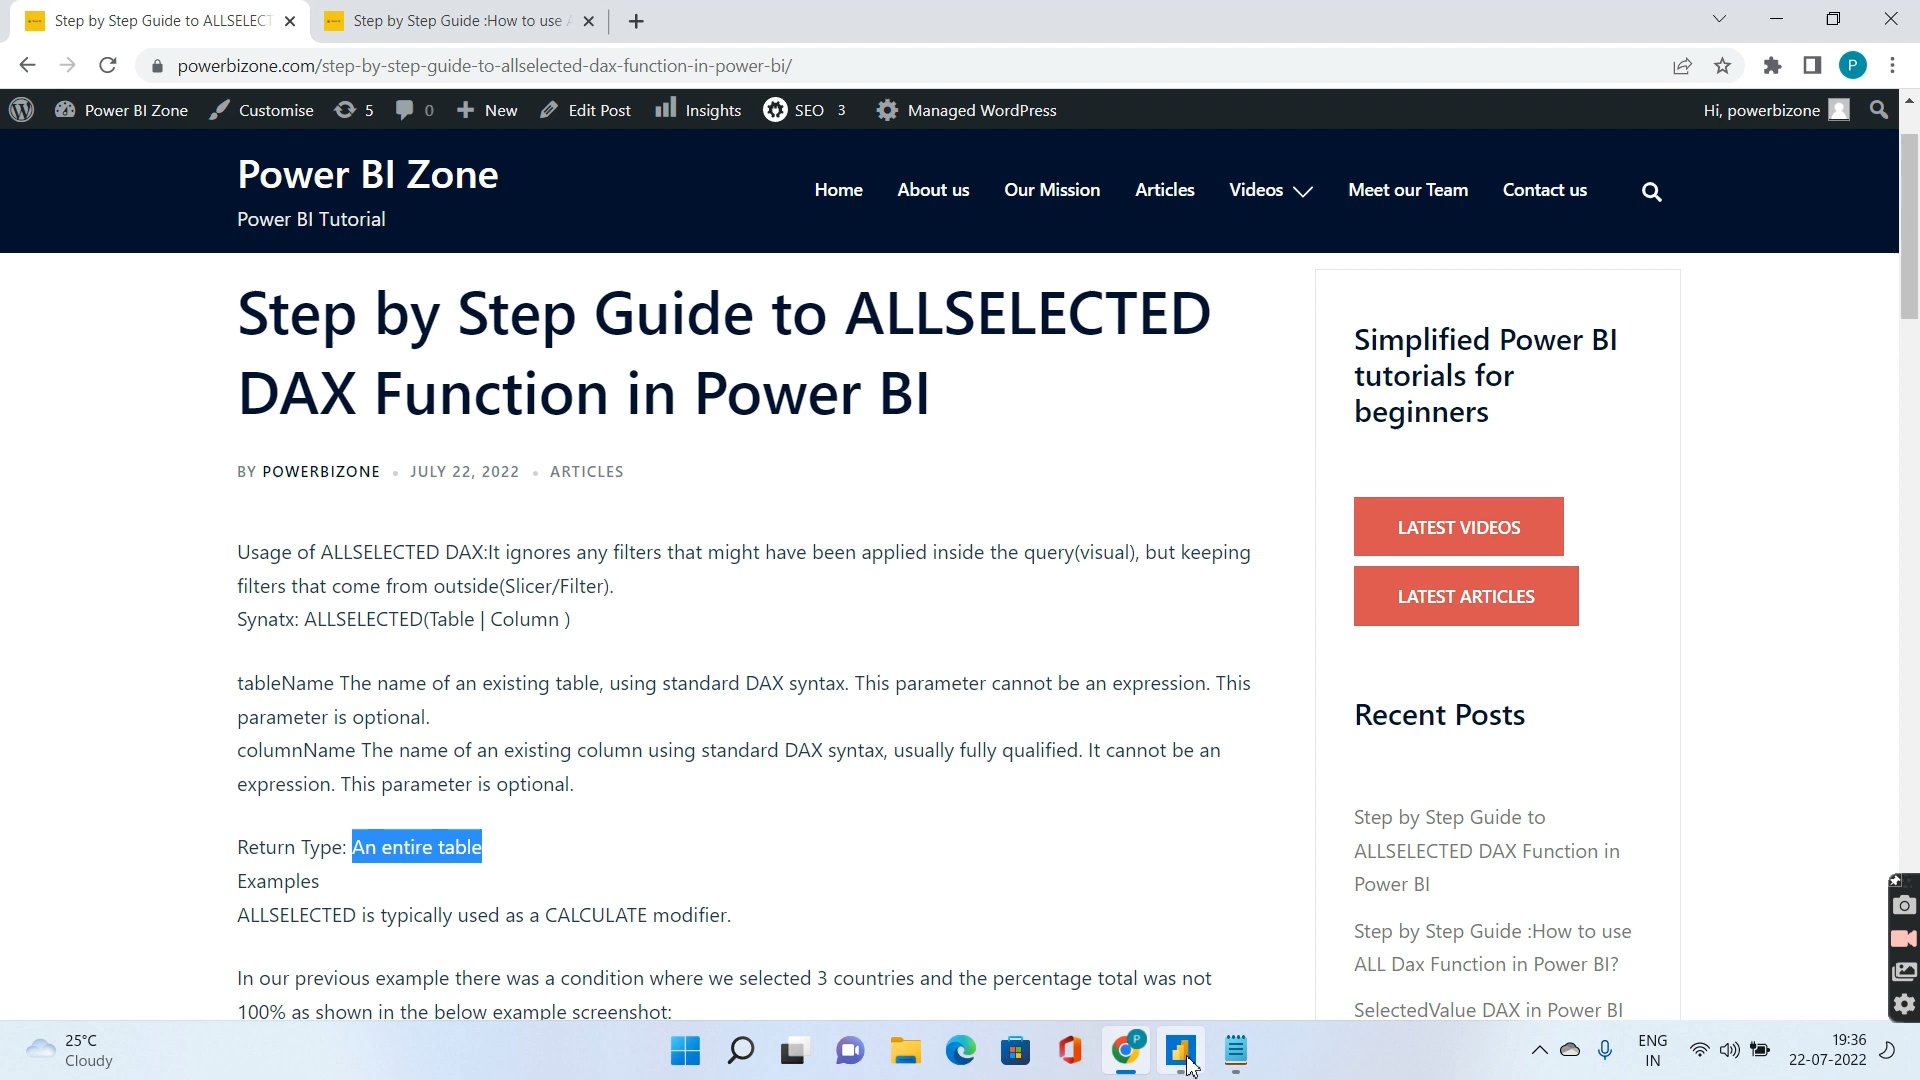 Step by Step Guide to ALLSELECT
Step by Step Guide :How to use
powerbizone.com/step-by-step-guide-to-allselected-dax-function-in-power-bi/
P
Power BI Zone Customise 5 0 New Edit Post Insights SEO 3 Managed WordPress Hi, powerbizone
Power BI Zone
Power BI Tutorial
Home About us Our Mission Articles Videos Meet our Team Contact us
Step by Step Guide to ALLSELECTED
DAX Function in Power BI
BY POWERBIZONE • JULY 22, 2022 • ARTICLES
Usage of ALLSELECTED DAX:It ignores any filters that might have been applied inside the query(visual), but keeping
filters that come from outside(Slicer/Filter).
Synatx: ALLSELECTED(Table | Column )
tableName The name of an existing table, using standard DAX syntax. This parameter cannot be an expression. This
parameter is optional.
columnName The name of an existing column using standard DAX syntax, usually fully qualified. It cannot be an
expression. This parameter is optional.
Return Type: An entire table
Examples
ALLSELECTED is typically used as a CALCULATE modifier.
In our previous example there was a condition where we selected 3 countries and the percentage total was not
100% as shown in the below example screenshot:
Simplified Power BI
tutorials for
beginners
LATEST VIDEOS
LATEST ARTICLES
Recent Posts
Step by Step Guide to
ALLSELECTED DAX Function in
Power BI
Step by Step Guide :How to use
ALL Dax Function in Power BI?
SelectedValue DAX in Power BI
25°C
Cloudy
P
ENG
IN
19:36
22-07-2022